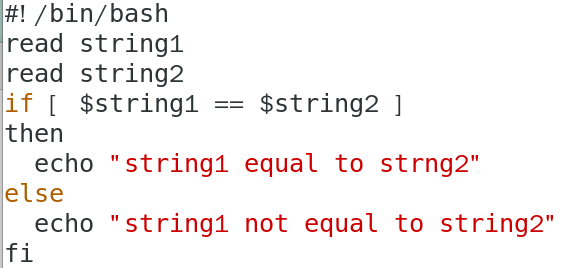 #!/bin/bash
read string1
read string2
if [ $string1 == $string2 ]
then
  echo "string1 equal to strng2"
else
  echo "string1 not equal to string2"
fi